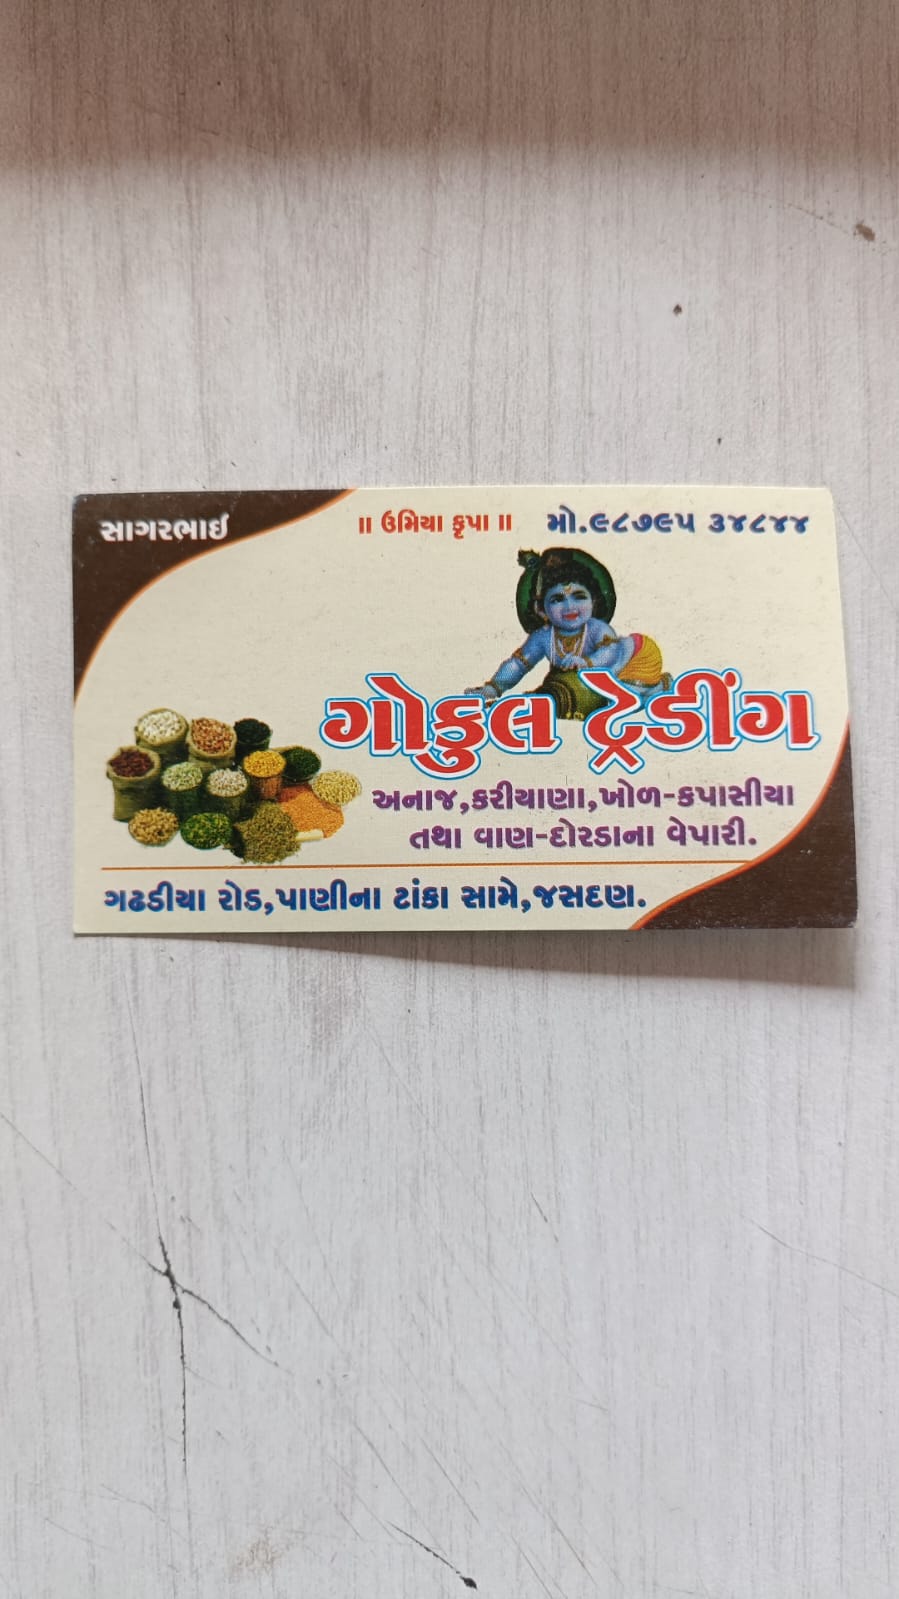 સાગરભાઈ
॥ ઉમિયા કૃપા ॥
મો.૯૮૭૯૫ ૩૪૮૪૪
ગોકુલ ટ્રેડીંગ
અનાજ,કરીયાણા,ખોળ-કપાસીયા
તથા વાણ-દોરડાના વેપારી.
ગઢડીયા રોડ,પાણીના ટાંકા સામે,જસદણ.